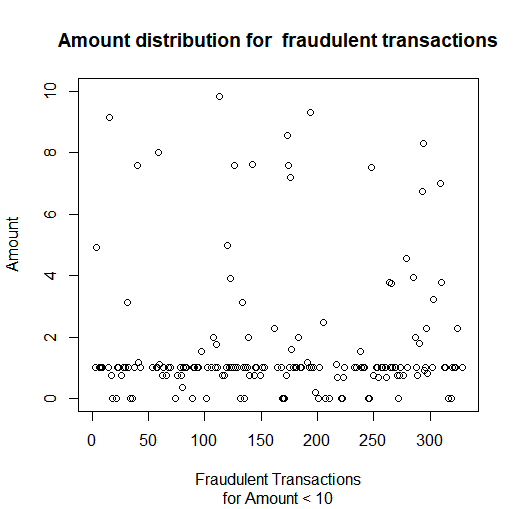 Amount distribution for  fraudulent transactions
10
8
6
4
2
0
Amount
0 50 100 150 200 250 300
Fraudulent Transactions
for Amount < 10